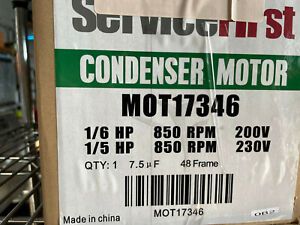 ServiceFirst
CONDENSER MOTOR
MOT17346
1/6 HP 850 RPM 200V
1/5 HP 850 RPM 230V
QTY: 1 7.5 µF 48 Frame
Made in china
MOT17346